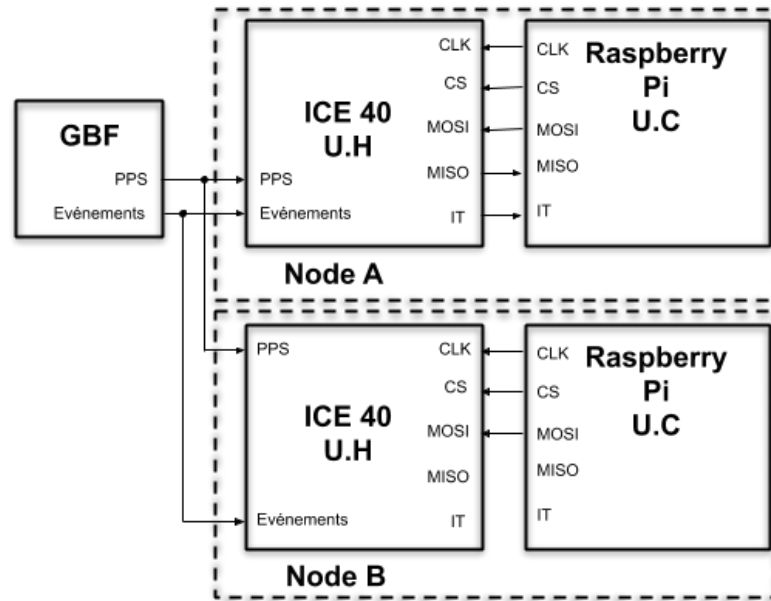 GBF
PPS
Evénements
ICE 40
U.H
CLK
CS
MOSI
MISO
IT
PPS
Evénements
Raspberry
Pi
U.C
CLK
CS
MOSI
MISO
IT
Node A
ICE 40
U.H
PPS
Evénements
CLK
CS
MOSI
MISO
IT
Raspberry
Pi
U.C
CLK
CS
MOSI
MISO
IT
Node B